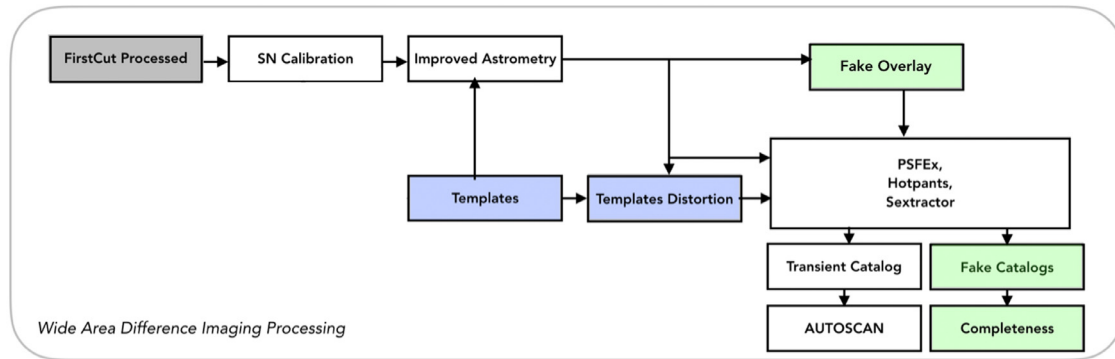 FirstCut Processed
SN Calibration
Improved Astrometry
Fake Overlay
PSFEx,
Hotpants,
Sextractor
Templates
Templates Distortion
Transient Catalog
Fake Catalogs
Wide Area Difference Imaging Processing
AUTOSCAN
Completeness